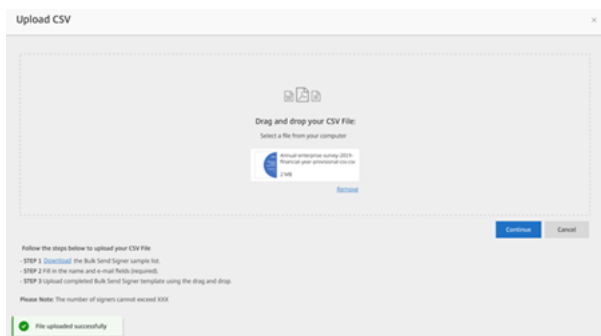 Upload CSV
Drag and drop your CSV File:
Select a file from your computer
Annual-enterprise-survey-2019-
financial-year-provisional-csv.csv
2 MB
Remove
Continue
Cancel
Follow the steps below to upload your CSV File
- STEP 1 Download the Bulk Send Signer sample list.
- STEP 2 Fill in the name and e-mail fields (required).
- STEP 3 Upload completed Bulk Send Signer template using the drag and drop.
Please Note: The number of signers cannot exceed XXX
File uploaded successfully